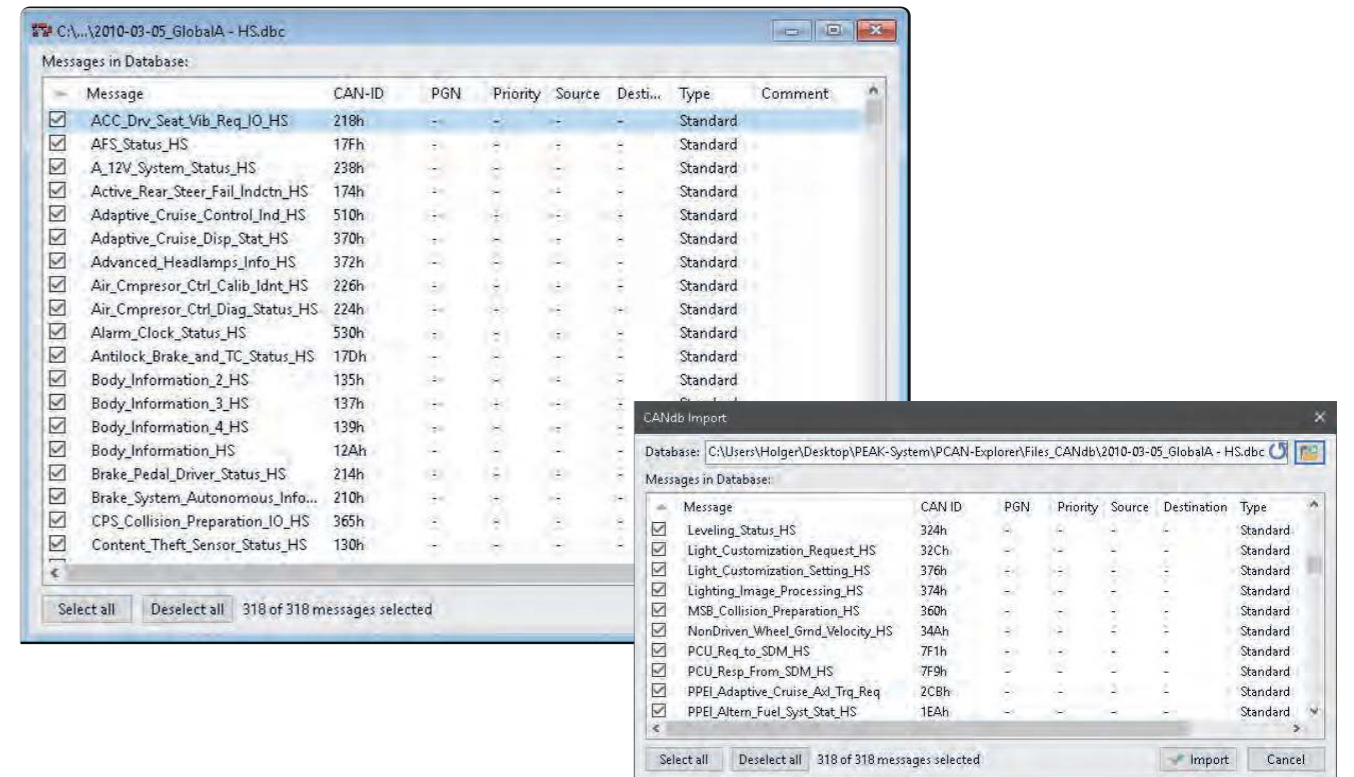 C:\...\2010-03-05_GlobalA - HS.dbc
Messages in Database:
Message CAN-ID PGN Priority Source Desti... Type Comment
ACC_Drv_Seat_Vib_Req_IO_HS 218h - - - - Standard
AFS_Status_HS 17Fh - - - - Standard
A_12V_System_Status_HS 238h - - - - Standard
Active_Rear_Steer_Fail_Indctn_HS 174h - - - - Standard
Adaptive_Cruise_Control_Ind_HS 510h - - - - Standard
Adaptive_Cruise_Disp_Stat_HS 370h - - - - Standard
Advanced_Headlamps_Info_HS 372h - - - - Standard
Air_Cmpresor_Ctrl_Calib_Idnt_HS 226h - - - - Standard
Air_Cmpresor_Ctrl_Diag_Status_HS 224h - - - - Standard
Alarm_Clock_Status_HS 530h - - - - Standard
Antilock_Brake_and_TC_Status_HS 17Dh - - - - Standard
Body_Information_2_HS 135h - - - - Standard
Body_Information_3_HS 137h - - - -
Body_Information_4_HS 139h - - - -
Body_Information_HS 12Ah - - - -
Brake_Pedal_Driver_Status_HS 214h - - - -
Brake_System_Autonomous_Info... 210h - - - -
CPS_Collision_Preparation_IO_HS 365h - - - -
Content_Theft_Sensor_Status_HS 130h - - - -
Select all Deselect all 318 of 318 messages selected
CANdb Import
Database: C:\Users\Holger\Desktop\PEAK-System\PCAN-Explorer\Files_CANdb\2010-03-05_GlobalA - HS.dbc
Messages in Database:
Message CAN ID PGN Priority Source Destination Type
Leveling_Status_HS 324h - - - - Standard
Light_Customization_Request_HS 32Ch - - - - Standard
Light_Customization_Setting_HS 376h - - - - Standard
Lighting_Image_Processing_HS 374h - - - - Standard
MSB_Collision_Preparation_HS 360h - - - - Standard
NonDriven_Wheel_Grnd_Velocity_HS 34Ah - - - - Standard
PCU_Req_to_SDM_HS 7F1h - - - - Standard
PCU_Resp_From_SDM_HS 7F9h - - - - Standard
PPEI_Adaptive_Cruise_Axl_Trq_Req 2CBh - - - - Standard
PPEI_Altern_Fuel_Syst_Stat_HS 1EAh - - - - Standard
Select all Deselect all 318 of 318 messages selected Import Cancel